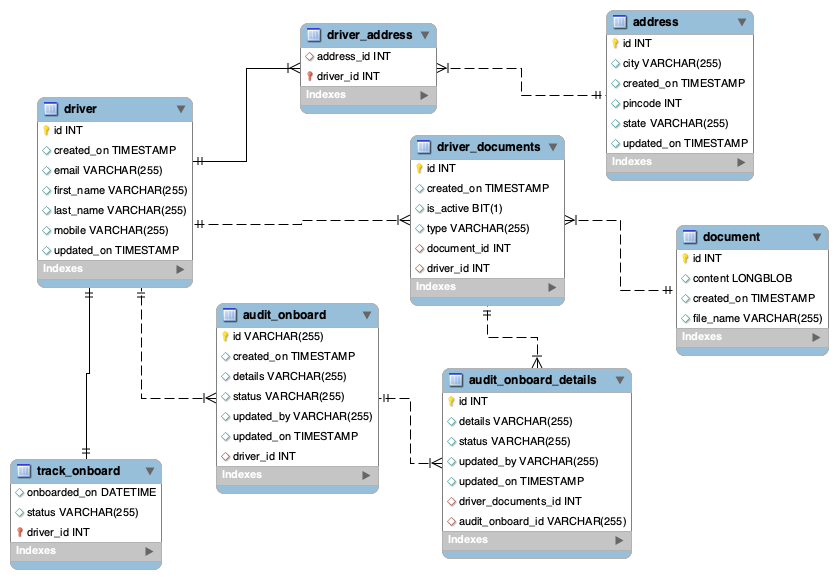 driver_address
address_id INT
driver_id INT
Indexes
address
id INT
city VARCHAR(255)
created_on TIMESTAMP
pincode INT
state VARCHAR(255)
updated_on TIMESTAMP
Indexes
driver
id INT
created_on TIMESTAMP
email VARCHAR(255)
first_name VARCHAR(255)
last_name VARCHAR(255)
mobile VARCHAR(255)
updated_on TIMESTAMP
Indexes
driver_documents
id INT
created_on TIMESTAMP
is_active BIT(1)
type VARCHAR(255)
document_id INT
driver_id INT
Indexes
document
id INT
content LONGBLOB
created_on TIMESTAMP
file_name VARCHAR(255)
Indexes
audit_onboard
id VARCHAR(255)
created_on TIMESTAMP
details VARCHAR(255)
status VARCHAR(255)
updated_by VARCHAR(255)
updated_on TIMESTAMP
driver_id INT
Indexes
audit_onboard_details
id INT
details VARCHAR(255)
status VARCHAR(255)
updated_by VARCHAR(255)
updated_on TIMESTAMP
driver_documents_id INT
audit_onboard_id VARCHAR(255)
Indexes
track_onboard
onboarded_on DATETIME
status VARCHAR(255)
driver_id INT
Indexes